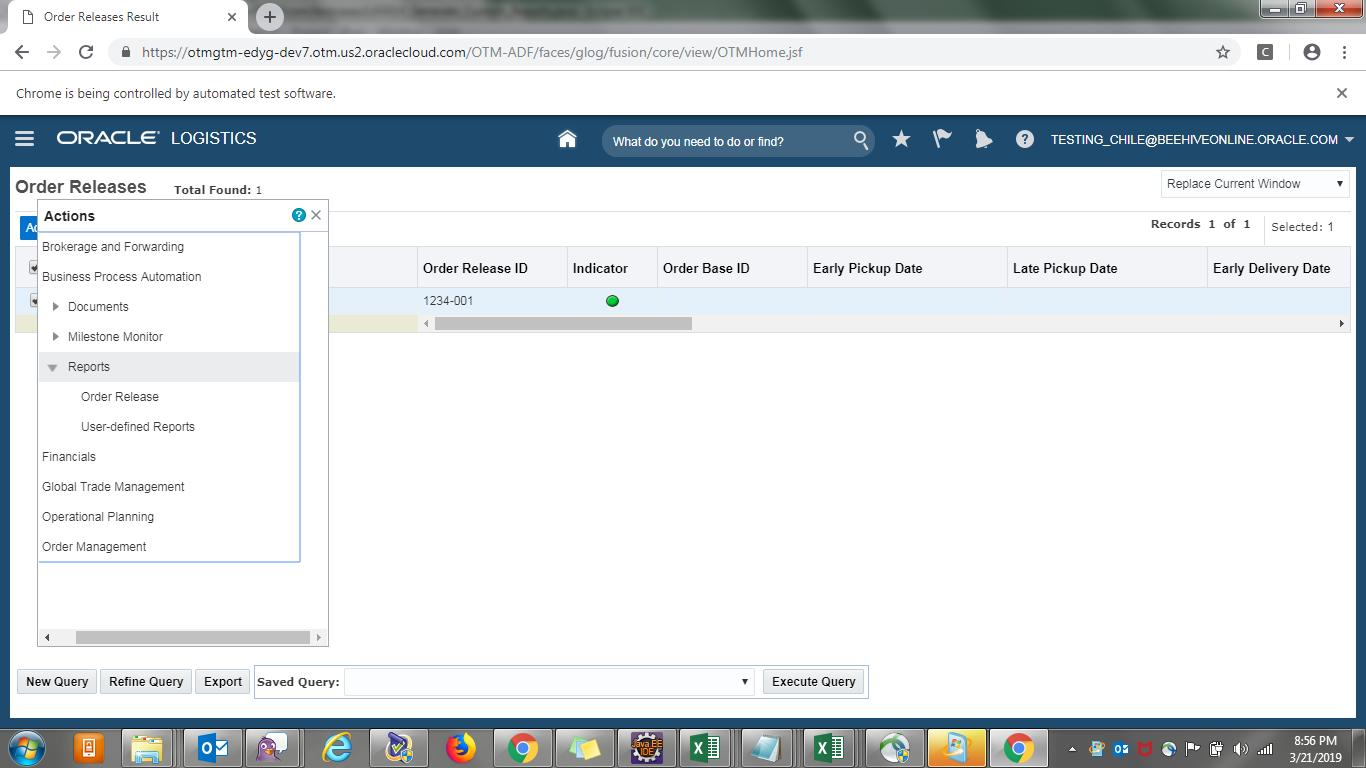 Order Releases Result
https://otmgtm-edyg-dev7.otm.us2.oraclecloud.com/OTM-ADF/faces/glog/fusion/core/view/OTMHome.jsf
C
Chrome is being controlled by automated test software.
ORACLE LOGISTICS
What do you need to do or find?
?
TESTING_CHILE@BEEHIVEONLINE.ORACLE.COM
Order Releases
Total Found: 1
Replace Current Window
Actions
?
Records 1 of 1
Selected: 1
Order Release ID
Indicator
Order Base ID
Early Pickup Date
Late Pickup Date
Early Delivery Date
1234-001
Brokerage and Forwarding
Business Process Automation
Documents
Milestone Monitor
Reports
Order Release
User-defined Reports
Financials
Global Trade Management
Operational Planning
Order Management
New Query
Refine Query
Export
Saved Query:
Execute Query
Java EE
IDE
8:56 PM
3/21/2019